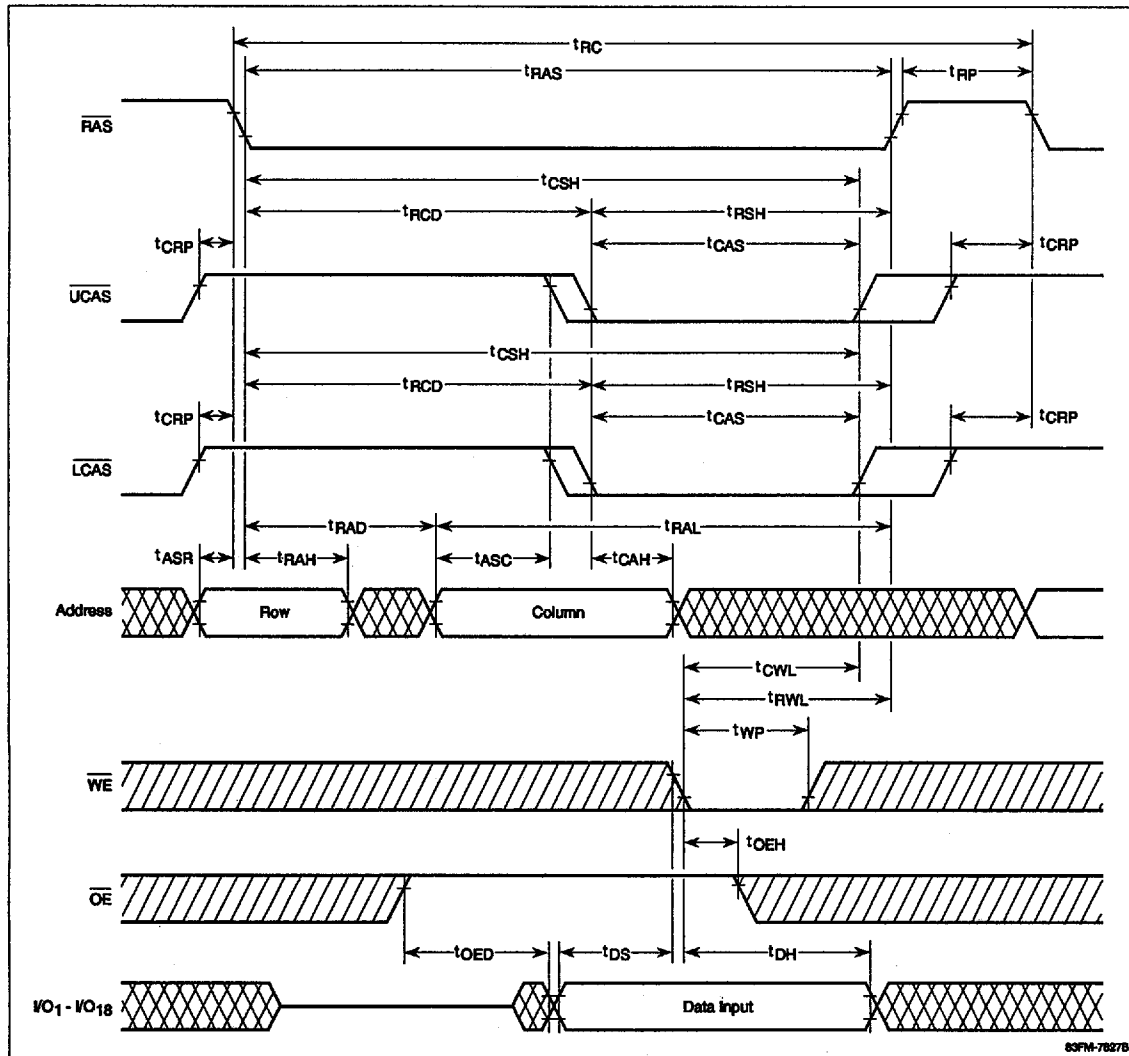 tRC
tRAS
tRP
RAS
tCSH
tRCD
tRSH
tCRP
tCAS
tCRP
UCAS
tCSH
tRCD
tRSH
tCRP
tCAS
tCRP
LCAS
tRAD
tRAL
tASR
tRAH
tASC
tCAH
Address
Row
Column
tCWL
tRWL
tWP
WE
tOEH
OE
tOED
tDS
tDH
I/O1 - I/O18
Data input
83FM-7827B